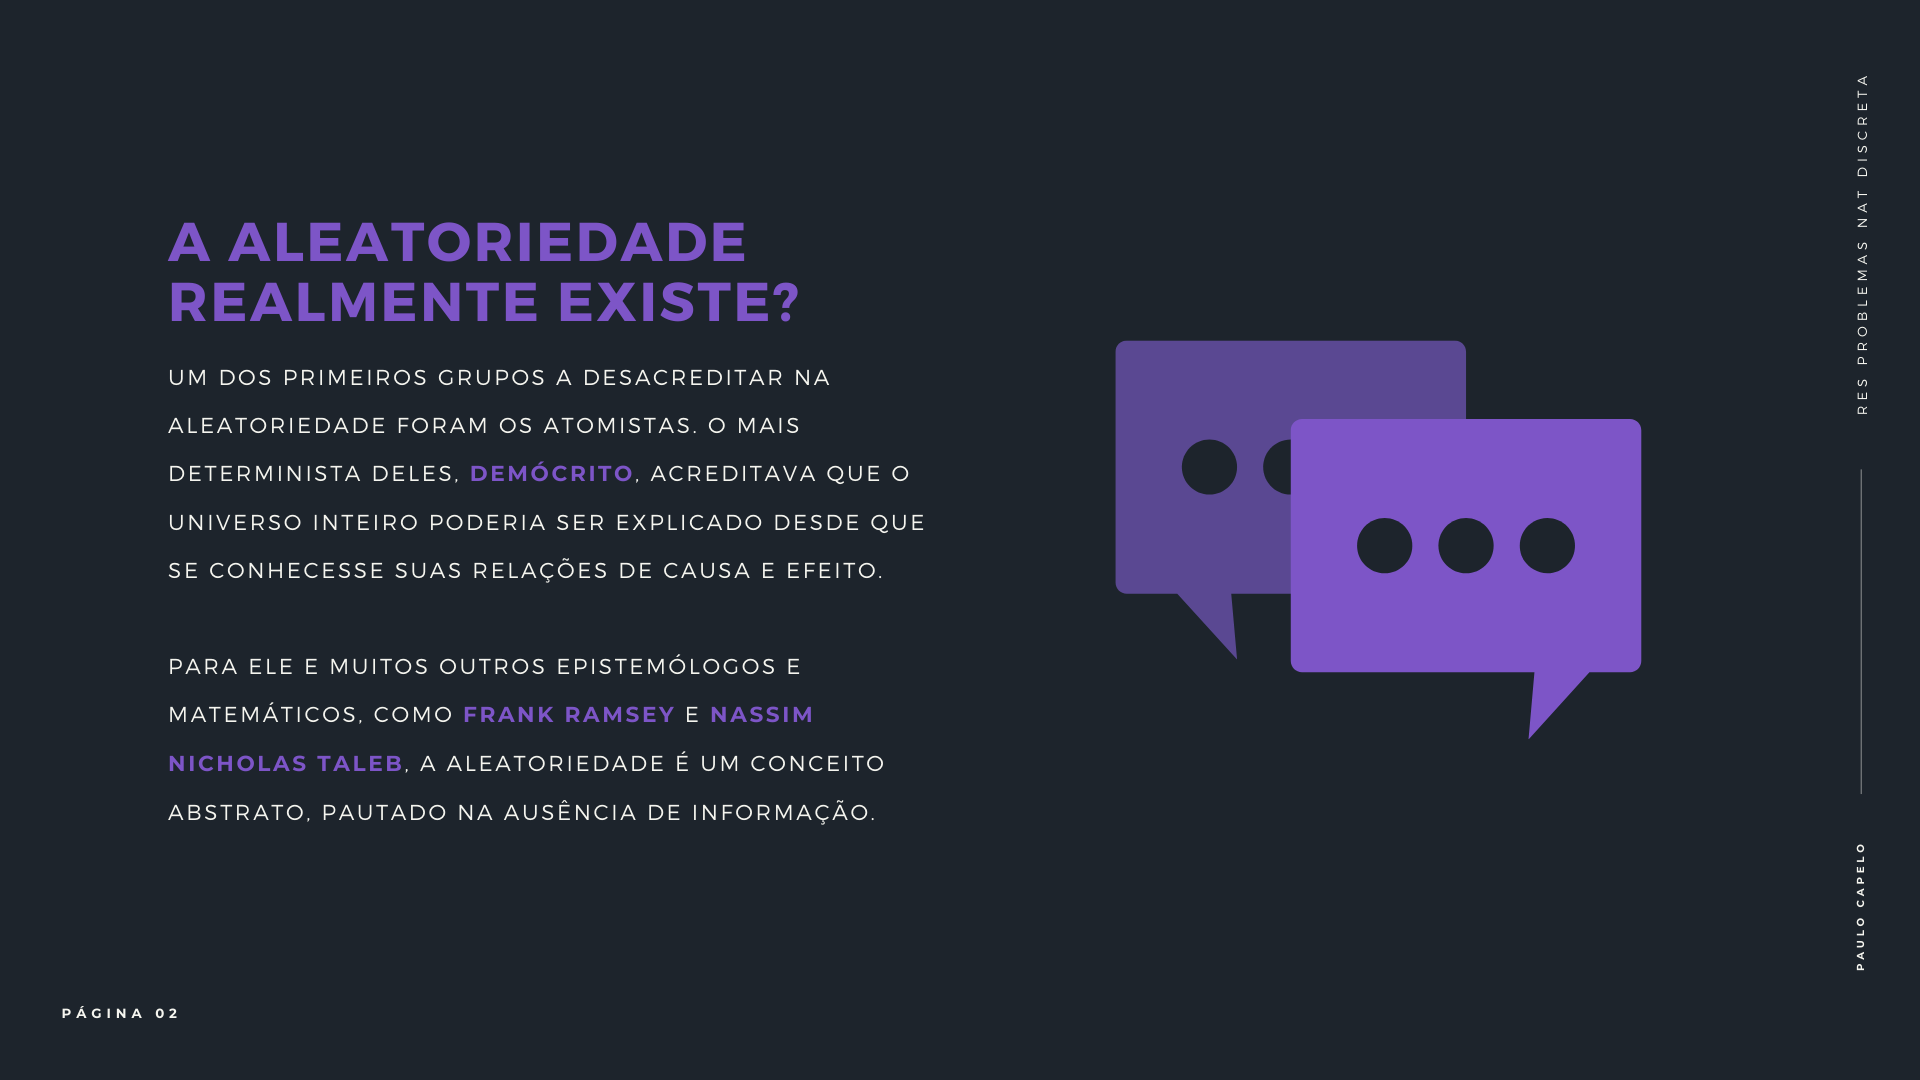 A ALEATORIEDADE
REALMENTE EXISTE?
UM DOS PRIMEIROS GRUPOS A DESACREDITAR NA
ALEATORIEDADE FORAM OS ATOMISTAS. O MAIS
DETERMINISTA DELES, DEMÓCRITO, ACREDITAVA QUE O
UNIVERSO INTEIRO PODERIA SER EXPLICADO DESDE QUE
SE CONHECESSE SUAS RELAÇÕES DE CAUSA E EFEITO.
PARA ELE E MUITOS OUTROS EPISTEMÓLOGOS E
MATEMÁTICOS, COMO FRANK RAMSEY E NASSIM
NICHOLAS TALEB, A ALEATORIEDADE É UM CONCEITO
ABSTRATO, PAUTADO NA AUSÊNCIA DE INFORMAÇÃO.
RES PROBLEMAS NAT DISCRETA
PAULO CAPELO
PÁGINA 02